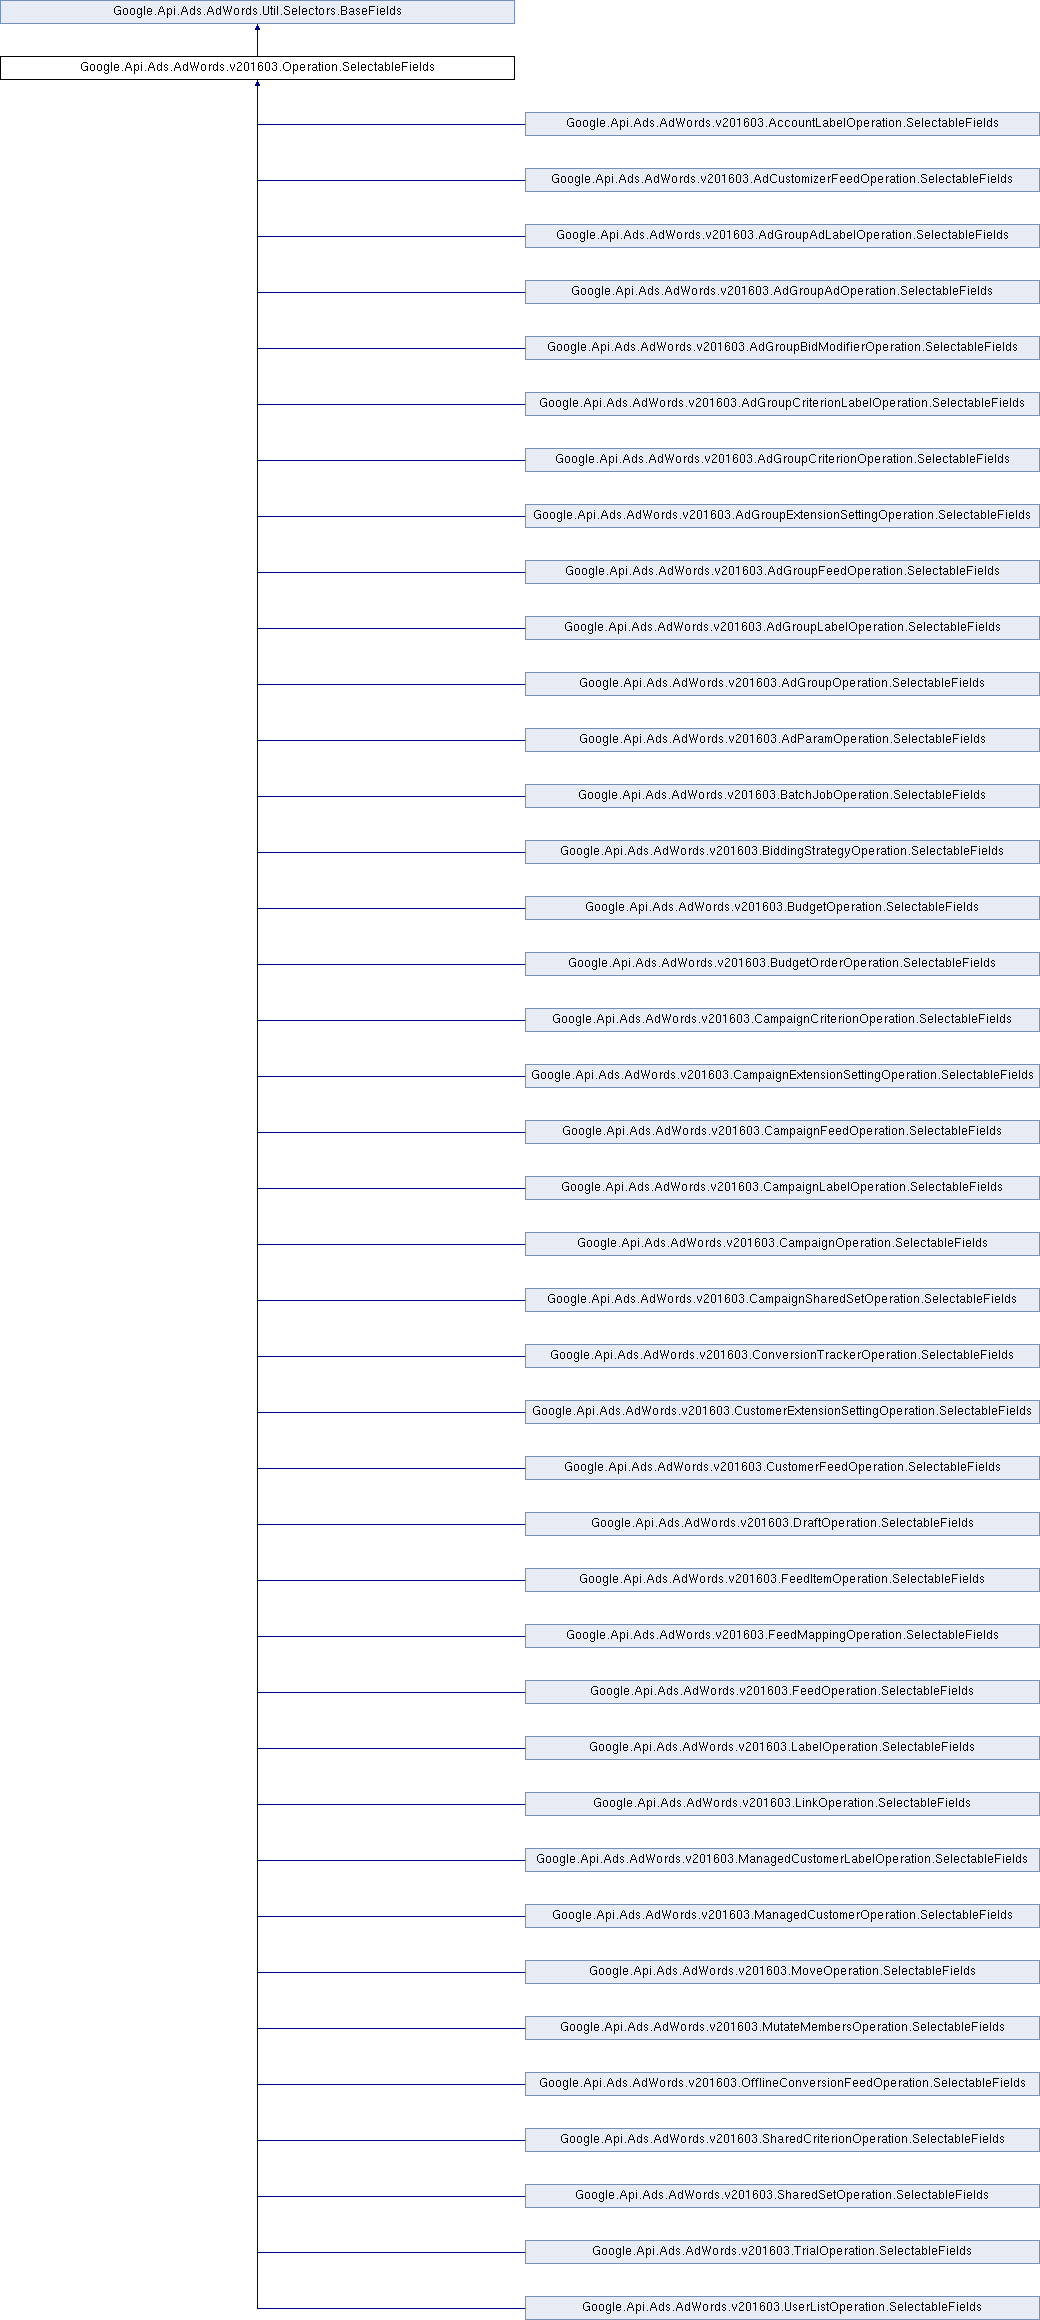 Google.Api.Ads.AdWords.Util.Selectors.BaseFields
Google.Api.Ads.AdWords.v201603.Operation.SelectableFields
Google.Api.Ads.AdWords.v201603.AccountLabelOperation.SelectableFields
Google.Api.Ads.AdWords.v201603.AdCustomizerFeedOperation.SelectableFields
Google.Api.Ads.AdWords.v201603.AdGroupAdLabelOperation.SelectableFields
Google.Api.Ads.AdWords.v201603.AdGroupAdOperation.SelectableFields
Google.Api.Ads.AdWords.v201603.AdGroupBidModifierOperation.SelectableFields
Google.Api.Ads.AdWords.v201603.AdGroupCriterionLabelOperation.SelectableFields
Google.Api.Ads.AdWords.v201603.AdGroupCriterionOperation.SelectableFields
Google.Api.Ads.AdWords.v201603.AdGroupExtensionSettingOperation.SelectableFields
Google.Api.Ads.AdWords.v201603.AdGroupFeedOperation.SelectableFields
Google.Api.Ads.AdWords.v201603.AdGroupLabelOperation.SelectableFields
Google.Api.Ads.AdWords.v201603.AdGroupOperation.SelectableFields
Google.Api.Ads.AdWords.v201603.AdParamOperation.SelectableFields
Google.Api.Ads.AdWords.v201603.BatchJobOperation.SelectableFields
Google.Api.Ads.AdWords.v201603.BiddingStrategyOperation.SelectableFields
Google.Api.Ads.AdWords.v201603.BudgetOperation.SelectableFields
Google.Api.Ads.AdWords.v201603.BudgetOrderOperation.SelectableFields
Google.Api.Ads.AdWords.v201603.CampaignCriterionOperation.SelectableFields
Google.Api.Ads.AdWords.v201603.CampaignExtensionSettingOperation.SelectableFields
Google.Api.Ads.AdWords.v201603.CampaignFeedOperation.SelectableFields
Google.Api.Ads.AdWords.v201603.CampaignLabelOperation.SelectableFields
Google.Api.Ads.AdWords.v201603.CampaignOperation.SelectableFields
Google.Api.Ads.AdWords.v201603.CampaignSharedSetOperation.SelectableFields
Google.Api.Ads.AdWords.v201603.ConversionTrackerOperation.SelectableFields
Google.Api.Ads.AdWords.v201603.CustomerExtensionSettingOperation.SelectableFields
Google.Api.Ads.AdWords.v201603.CustomerFeedOperation.SelectableFields
Google.Api.Ads.AdWords.v201603.DraftOperation.SelectableFields
Google.Api.Ads.AdWords.v201603.FeedItemOperation.SelectableFields
Google.Api.Ads.AdWords.v201603.FeedMappingOperation.SelectableFields
Google.Api.Ads.AdWords.v201603.FeedOperation.SelectableFields
Google.Api.Ads.AdWords.v201603.LabelOperation.SelectableFields
Google.Api.Ads.AdWords.v201603.LinkOperation.SelectableFields
Google.Api.Ads.AdWords.v201603.ManagedCustomerLabelOperation.SelectableFields
Google.Api.Ads.AdWords.v201603.ManagedCustomerOperation.SelectableFields
Google.Api.Ads.AdWords.v201603.MoveOperation.SelectableFields
Google.Api.Ads.AdWords.v201603.MutateMembersOperation.SelectableFields
Google.Api.Ads.AdWords.v201603.OfflineConversionFeedOperation.SelectableFields
Google.Api.Ads.AdWords.v201603.SharedCriterionOperation.SelectableFields
Google.Api.Ads.AdWords.v201603.SharedSetOperation.SelectableFields
Google.Api.Ads.AdWords.v201603.TrialOperation.SelectableFields
Google.Api.Ads.AdWords.v201603.UserListOperation.SelectableFields